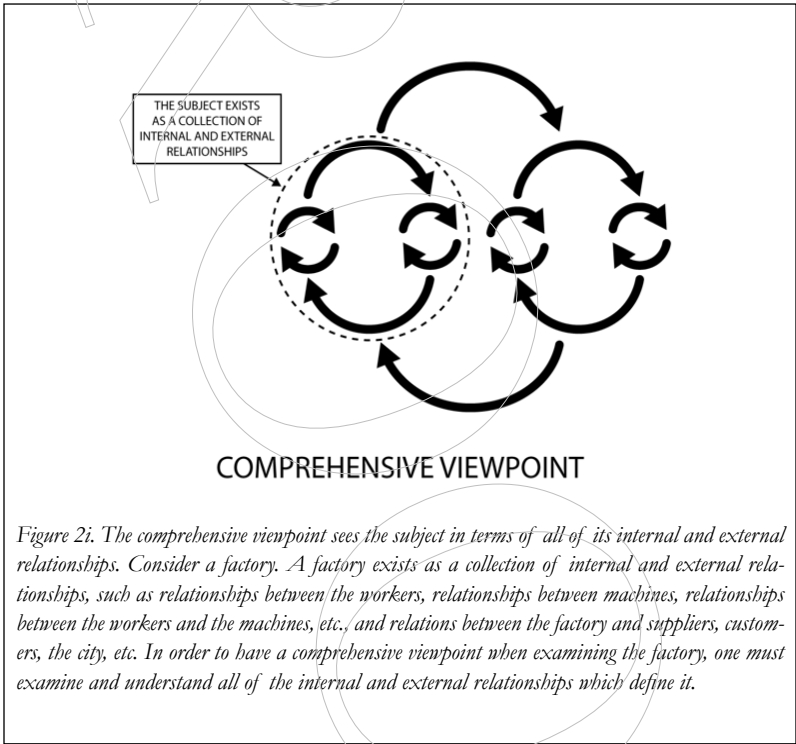 THE SUBJECT EXISTS
AS A COLLECTION OF
INTERNAL AND EXTERNAL
RELATIONSHIPS
COMPREHENSIVE VIEWPOINT
Figure 2i. The comprehensive viewpoint sees the subject in terms of all of its internal and external
relationships. Consider a factory. A factory exists as a collection of internal and external rela-
tionships, such as relationships between the workers, relationships between machines, relationships
between the workers and the machines, etc., and relations between the factory and suppliers, custom-
ers, the city, etc. In order to have a comprehensive viewpoint when examining the factory, one must
examine and understand all of the internal and external relationships which define it.